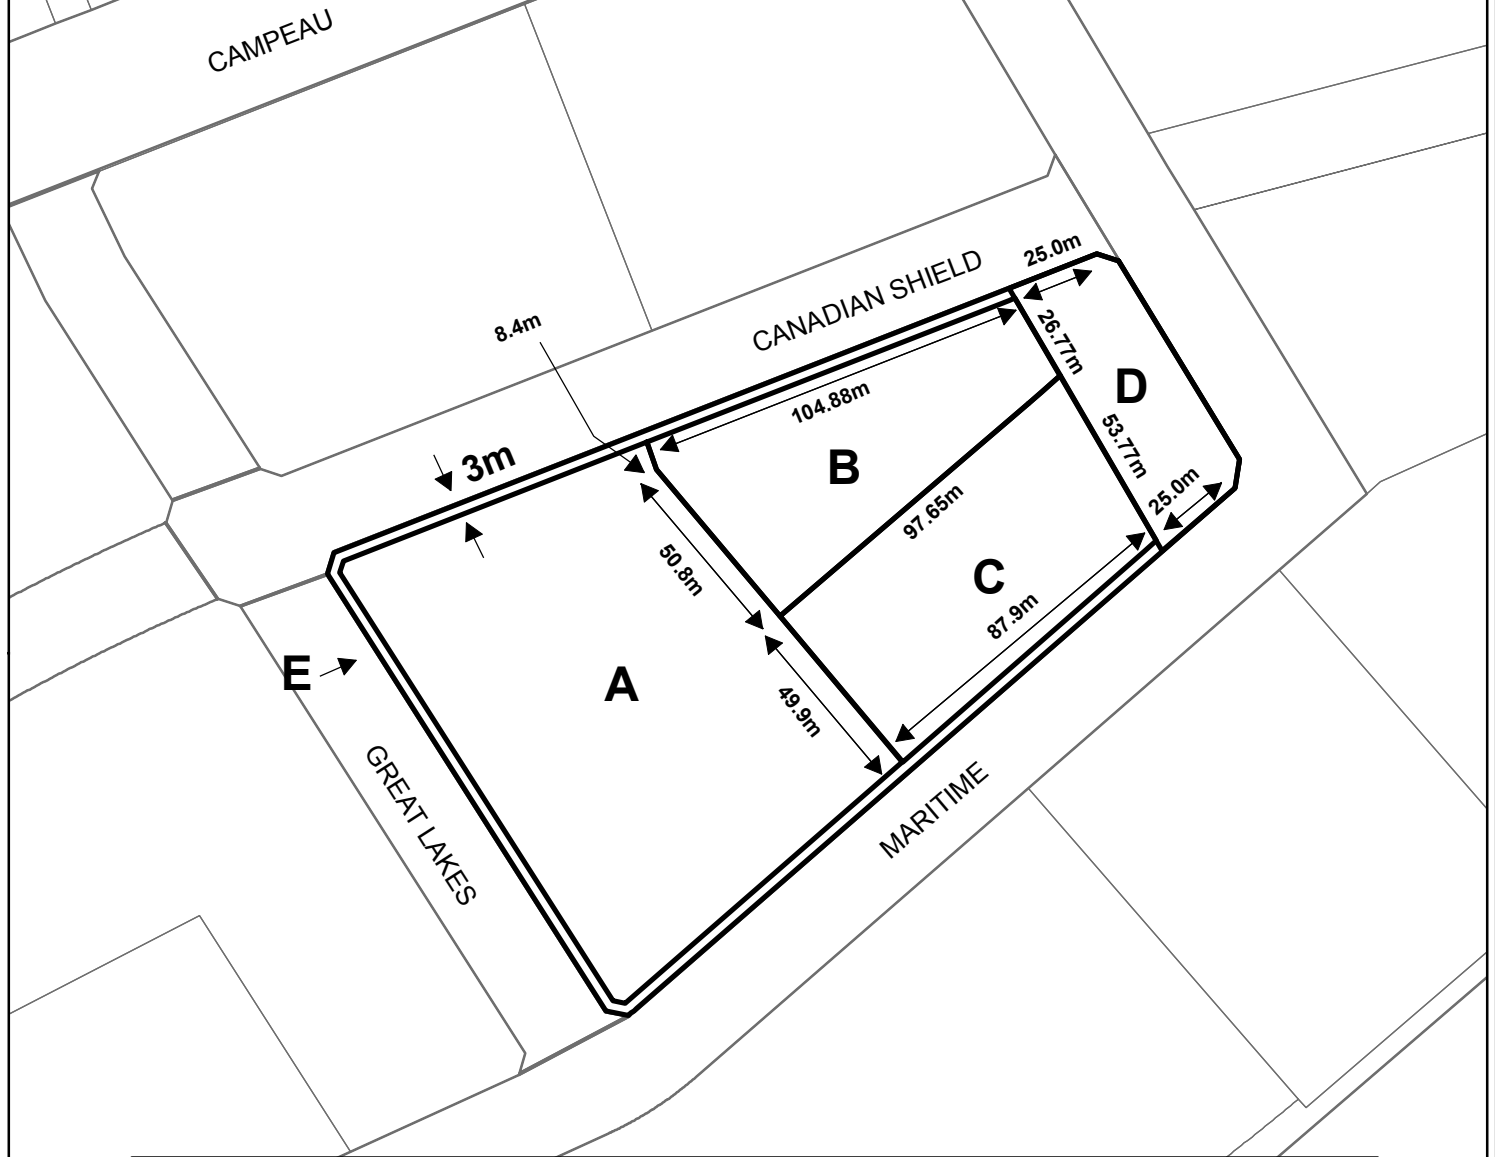 CAMPEAU
25.0m
CANADIAN SHIELD
8.4m
26.77m
104.88m
D
3m
53.77m
B
25.0m
97.65m
50.8m
C
87.9m
E
A
49.9m
GREAT LAKES
MARITIME